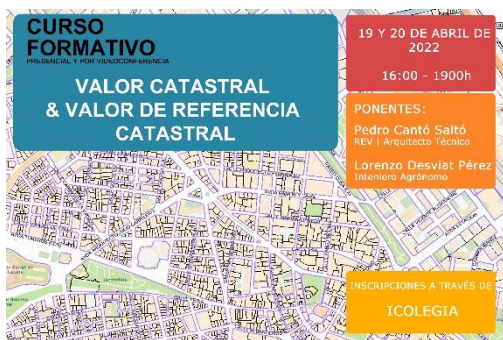 CURSO
FORMATIVO
PRESENCIAL Y POR VIDEOCONFERENCIA
VALOR CATASTRAL
& VALOR DE REFERENCIA
CATASTRAL
19 Y 20 DE ABRIL DE
2022
16:00 - 1900h
PONENTES:
Pedro Cantó Saltó
REV | Arquitecto Técnico
Lorenzo Desviat Pérez
Inteniero Agrónomo
INSCRIPCIONES A TRAVÉS DE
ICOLEGIA